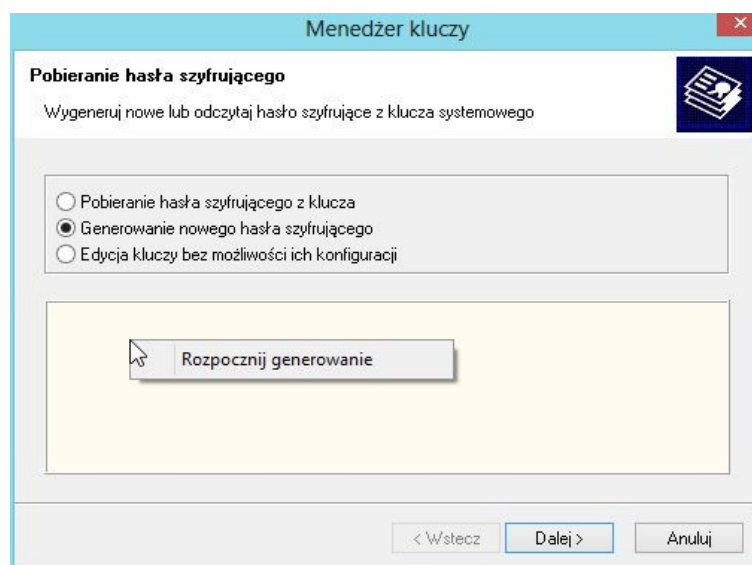 Menedżer kluczy
Pobieranie hasła szyfrującego
Wygeneruj nowe lub odczytaj hasło szyfrujące z klucza systemowego
Pobieranie hasła szyfrującego z klucza
Generowanie nowego hasła szyfrującego
Edycja kluczy bez możliwości ich konfiguracji
Rozpocznij generowanie
< Wstecz Dalej > Anuluj